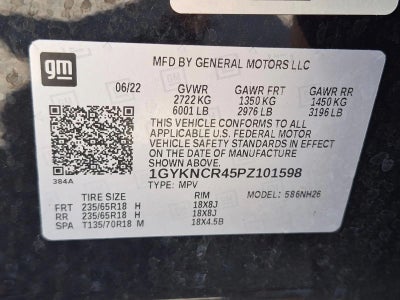 gm
MFD BY GENERAL MOTORS LLC
06/22 GVWR GAWR FRT GAWR RR
2722 KG 1350 KG 1450 KG
6001 LB 2976 LB 3196 LB
THIS VEHICLE CONFORMS TO ALL
APPLICABLE U.S. FEDERAL MOTOR
VEHICLE SAFETY STANDARDS IN EFFECT
ON THE DATE OF MANUFACTURE
SHOWN ABOVE.
384A
1GYKNCR45PZ101598
TYPE: MPV
TIRE SIZE RIM MODEL: 586NH26
FRT 235/65R18 H 18X8J
RR 235/65R18 H 18X8J
SPA T135/70R18 M 18X4.5B